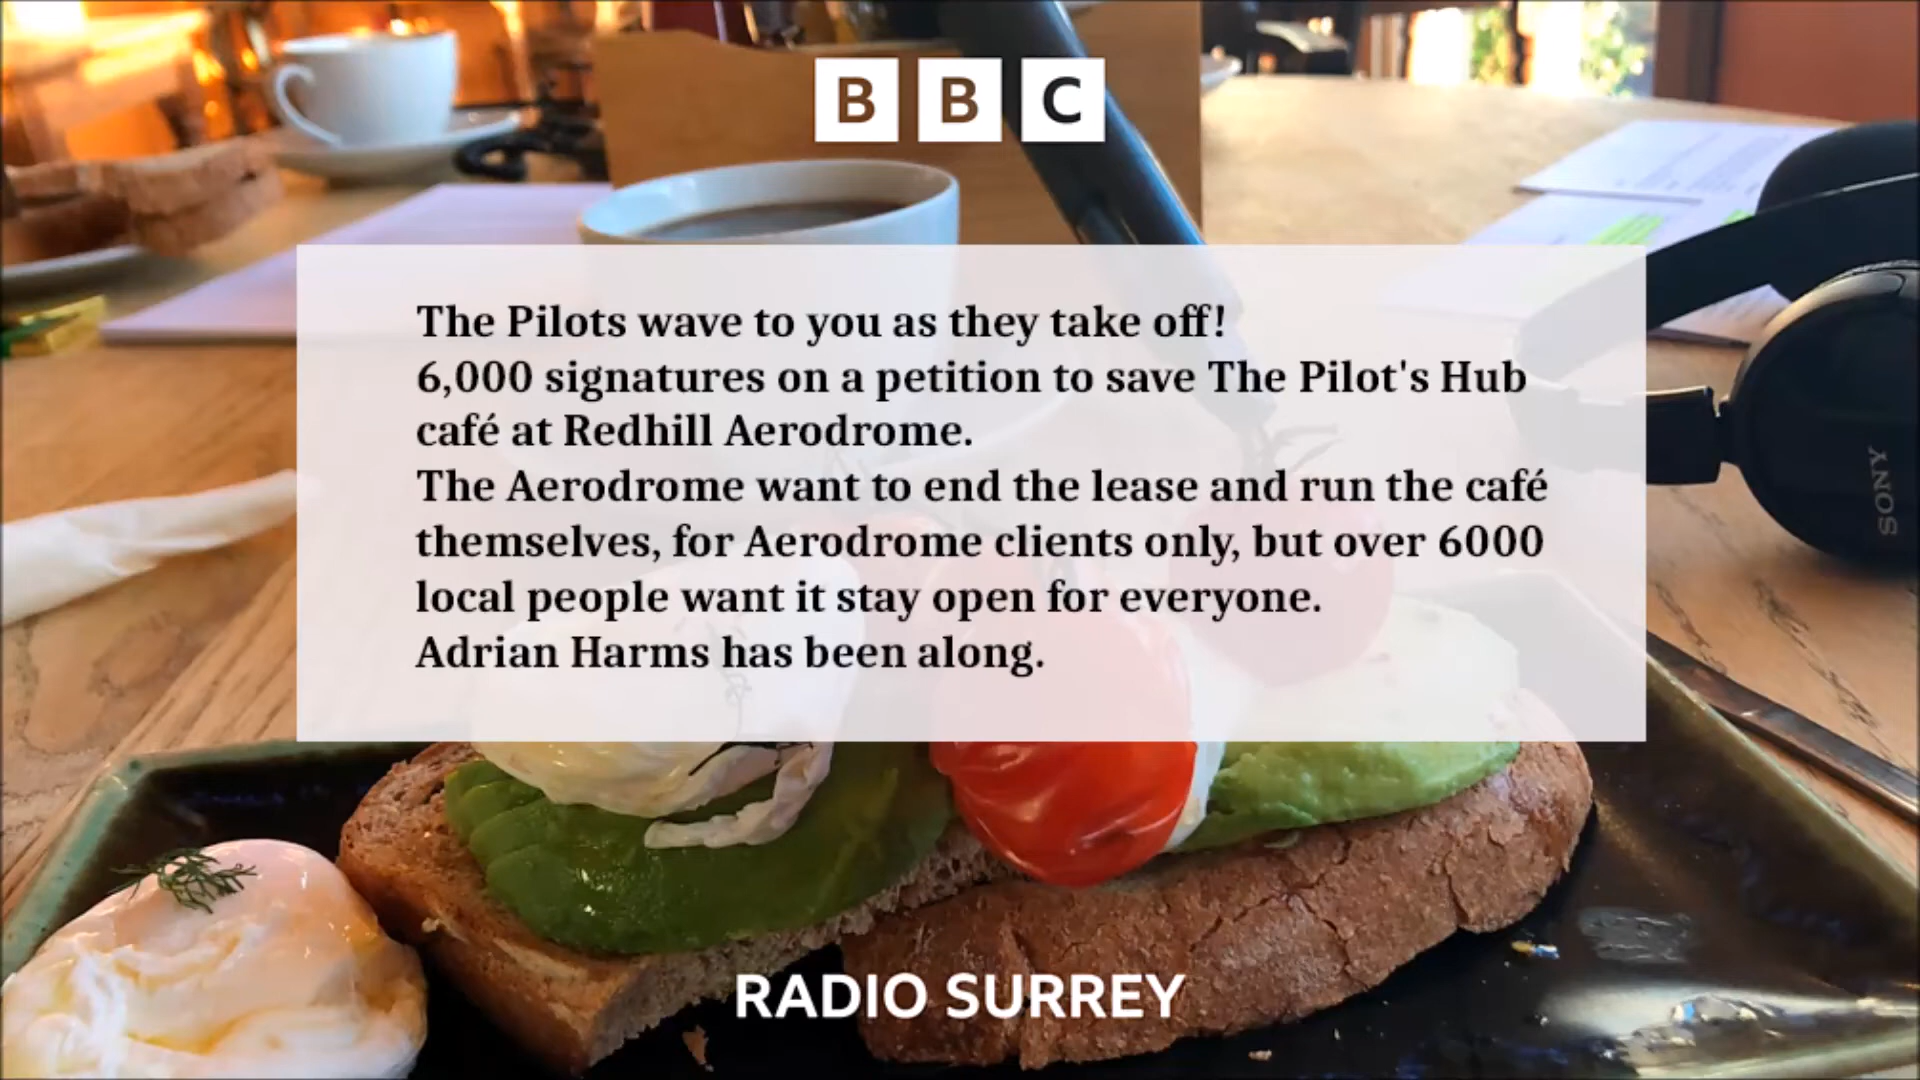 BBC
The Pilots wave to you as they take off!
6,000 signatures on a petition to save The Pilot's Hub
café at Redhill Aerodrome.
The Aerodrome want to end the lease and run the café
themselves, for Aerodrome clients only, but over 6000
local people want it stay open for everyone.
Adrian Harms has been along.
SONY
RADIO SURREY